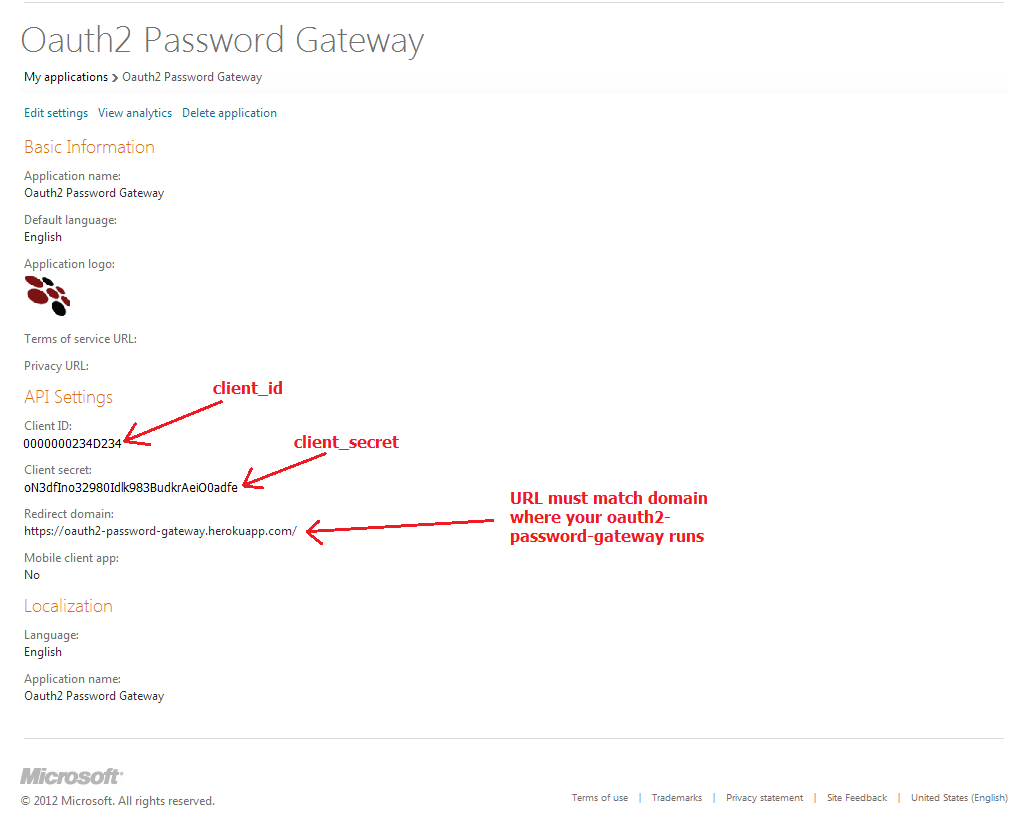 Oauth2 Password Gateway
My applications > Oauth2 Password Gateway
Edit settings View analytics Delete application
Basic Information
Application name:
Oauth2 Password Gateway
Default language:
English
Application logo:
Terms of service URL:
Privacy URL:
client_id
API Settings
Client ID:
0000000234D234
client_secret
Client secret:
oN3dfIno32980Idlk983BudkrAeiO0adfe
URL must match domain
where your oauth2-
password-gateway runs
Redirect domain:
https://oauth2-password-gateway.herokuapp.com/
Mobile client app:
No
Localization
Language:
English
Application name:
Oauth2 Password Gateway
Microsoft
© 2012 Microsoft. All rights reserved.
Terms of use | Trademarks | Privacy statement | Site Feedback | United States (English)